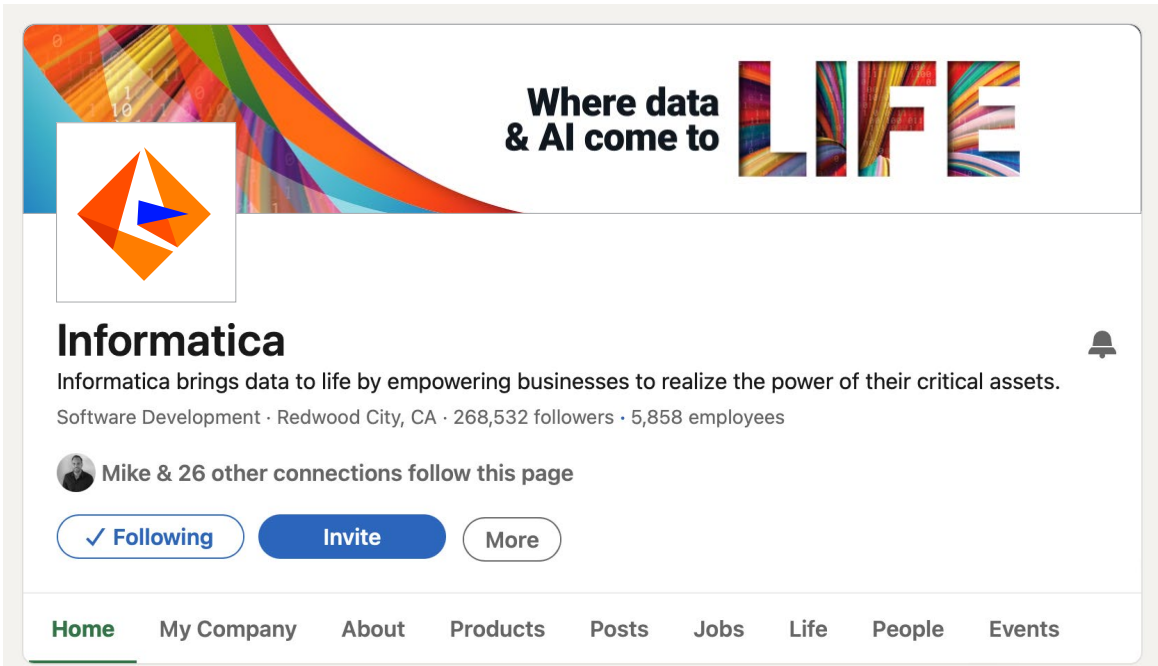 Where data
& AI come to LIFE
Informatica
Informatica brings data to life by empowering businesses to realize the power of their critical assets.
Software Development · Redwood City, CA · 268,532 followers · 5,858 employees
Mike & 26 other connections follow this page
✓ Following Invite More
Home My Company About Products Posts Jobs Life People Events